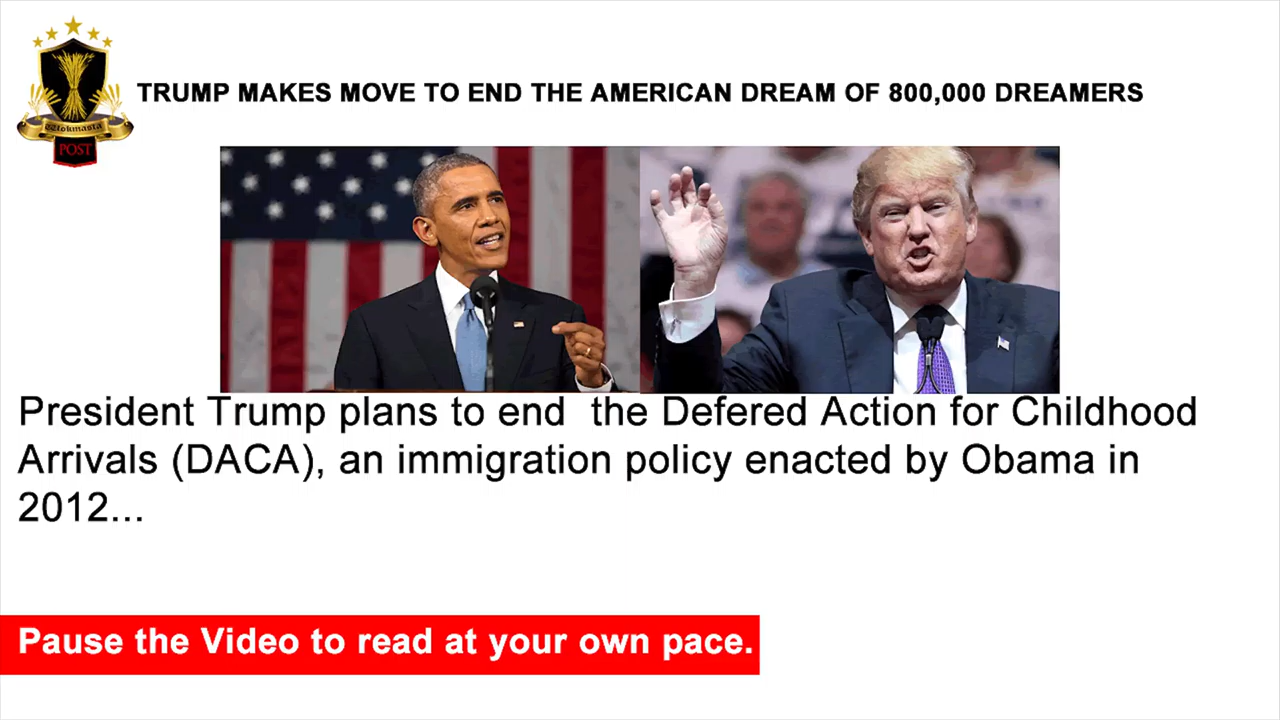 TRUMP MAKES MOVE TO END THE AMERICAN DREAM OF 800,000 DREAMERS
Blokmasta
POST
President Trump plans to end  the Defered Action for Childhood
Arrivals (DACA), an immigration policy enacted by Obama in
2012...
Pause the Video to read at your own pace.